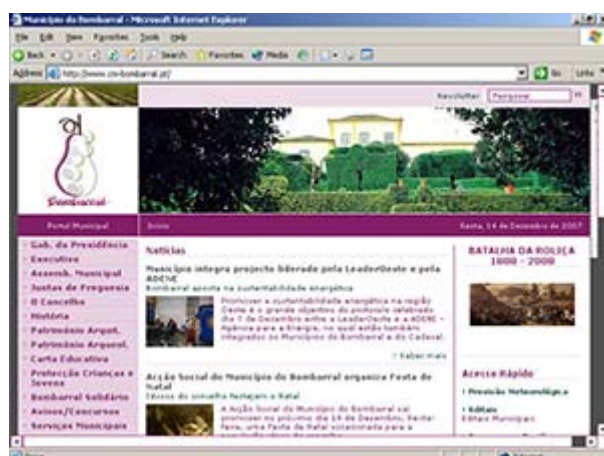 Município do Bombarral - Microsoft Internet Explorer
File Edit View Favorites Tools Help
Back Search Favorites Media
Address http://www.cm-bombarral.pt/ Go Links
Newsletter Pesquisar
Bombarral
Portal Municipal Início Sexta, 14 de Dezembro de 2007
Gab. da Presidência
Executivo
Assemb. Municipal
Juntas de Freguesia
O Concelho
História
Património Arquit.
Património Arqueol.
Carta Educativa
Protecção Crianças e Jovens
Bombarral Solidário
Avisos/Concursos
Serviços Municipais
Notícias
Município integra projecto liderado pela LeaderOeste e pela
ADENE
Bombarral aposta na sustentabilidade energética
Promover a sustentabilidade energética na região
Oeste é o grande objectivo do protocolo celebrado
dia 7 de Dezembro entre a LeaderOeste e a ADENE -
Agência para a Energia, no qual estão também
integrados os Municípios do Bombarral e do Cadaval.
Saber mais
Acção Social do Município do Bombarral organiza Festa de
Natal
Idosos do concelho festejam o Natal
A Acção Social do Município do Bombarral vai
promover no próximo dia 14 de Dezembro, Sexta-
feira, uma Festa de Natal vocacionada para a
BATALHA DA ROLIÇA
1808 - 2008
Acesso Rápido
Previsão Meteorológica
Editais
Editais Municipais